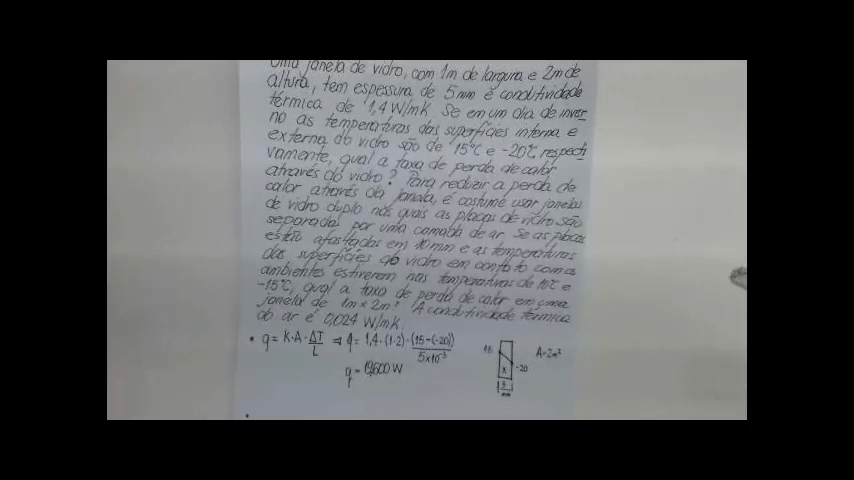 Uma janela de vidro, com 1m de largura e 2m de
altura, tem espessura de 5mm e condutividade
térmica de 1,4 W/mK. Se em um dia de inver
no as temperaturas das superfícies interna e
externa do vidro são de 15°C e -20°C respecti
vamente, qual a taxa de perda de calor
através do vidro? Para reduzir a perda de
calor através da janela, é costume usar janelas
de vidro duplo nas quais as placas de vidro são
separadas por uma camada de ar. Se as placas
estão afastadas em 10mm e as temperaturas
das superfícies do vidro em contato com os
ambientes estiverem nas temperaturas de 10°C e
-15°C, qual a taxa de perda de calor em uma
janela de 1m x 2m? A condutividade térmica
do ar é 0,024 W/mK.
• q = K·A·ΔT/L ⇒ q = 1,4·(1·2)·(15-(-20))/5x10⁻³
q = 19,600 W
15
-20
K
5
mm
A=2m²